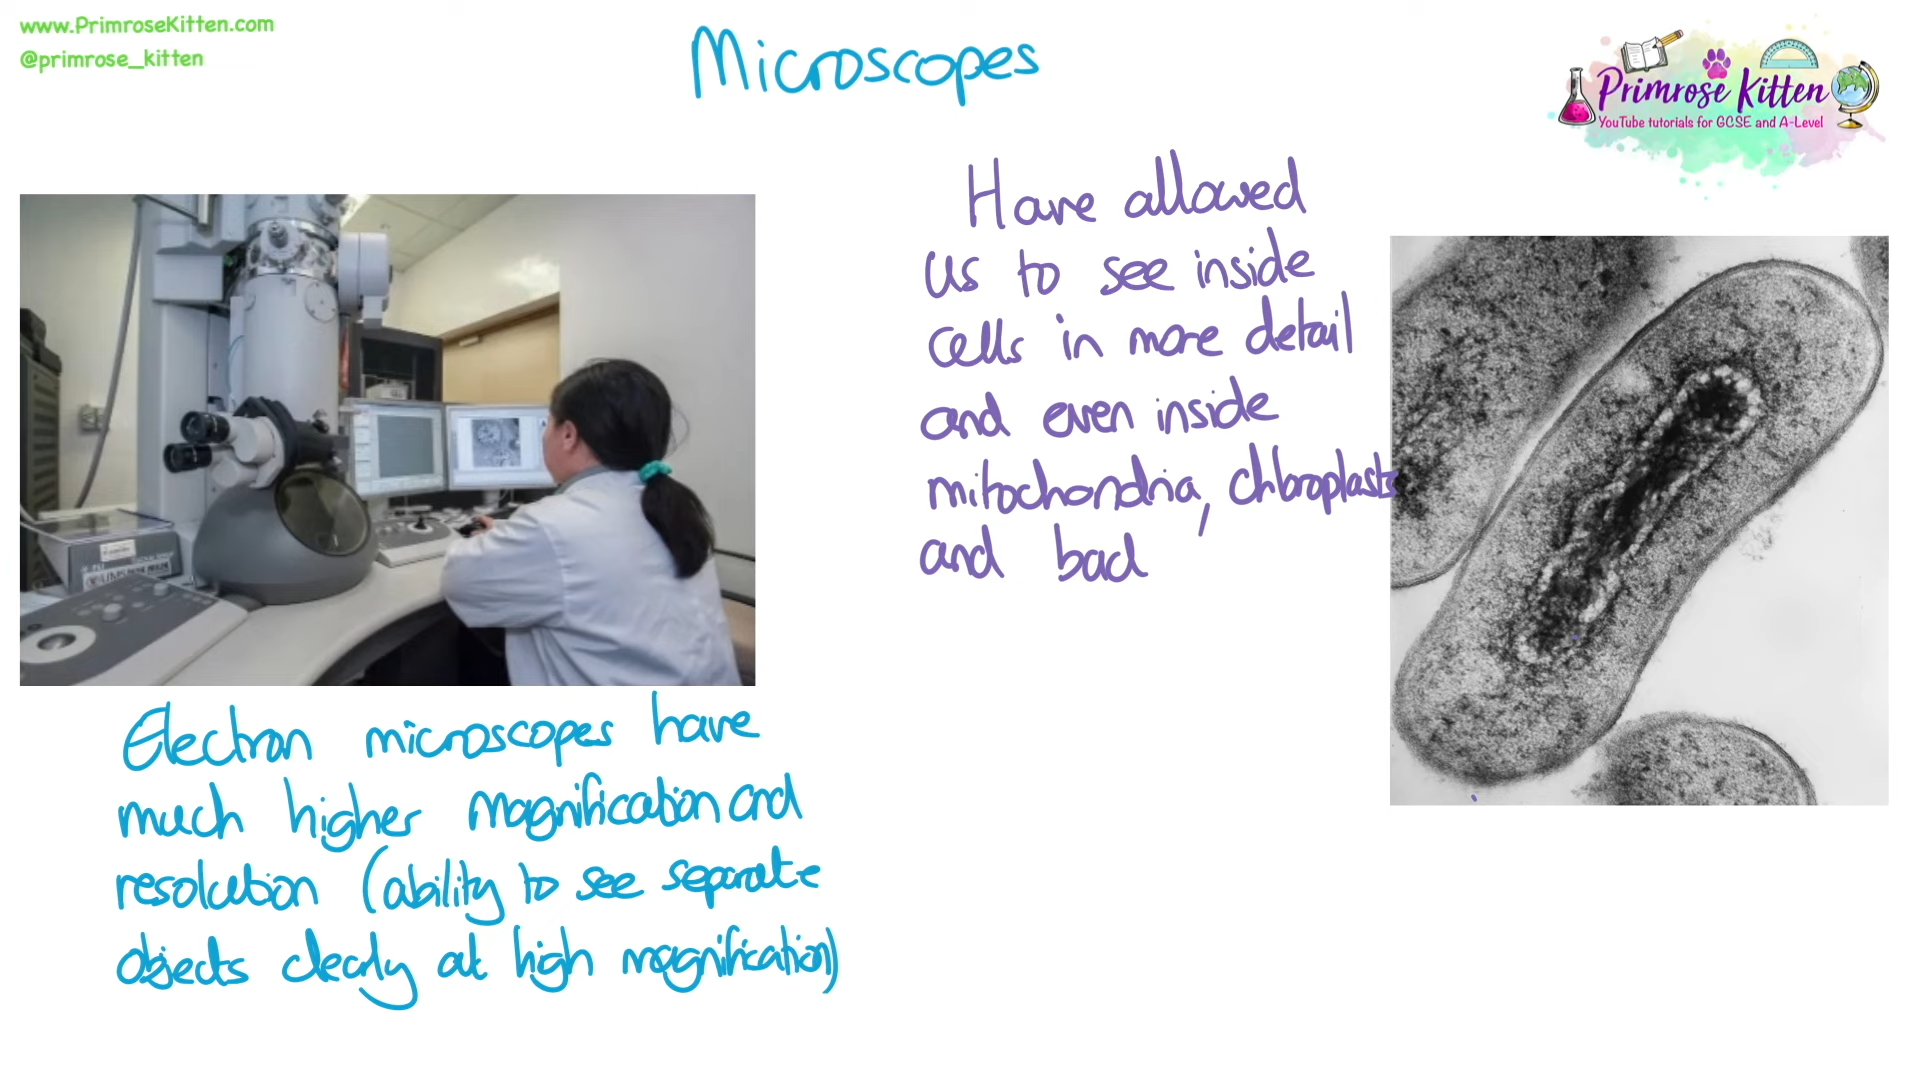 www.PrimroseKitten.com
@primrose_kitten
Microscopes
Primrose Kitten
YouTube tutorials for GCSE and A-Level
Have allowed
us to see inside
cells in more detail
and even inside
mitochondria, chloroplasts
and bad
Electron microscopes have
much higher magnification and
resolution (ability to see separate
objects clearly at high magnification)